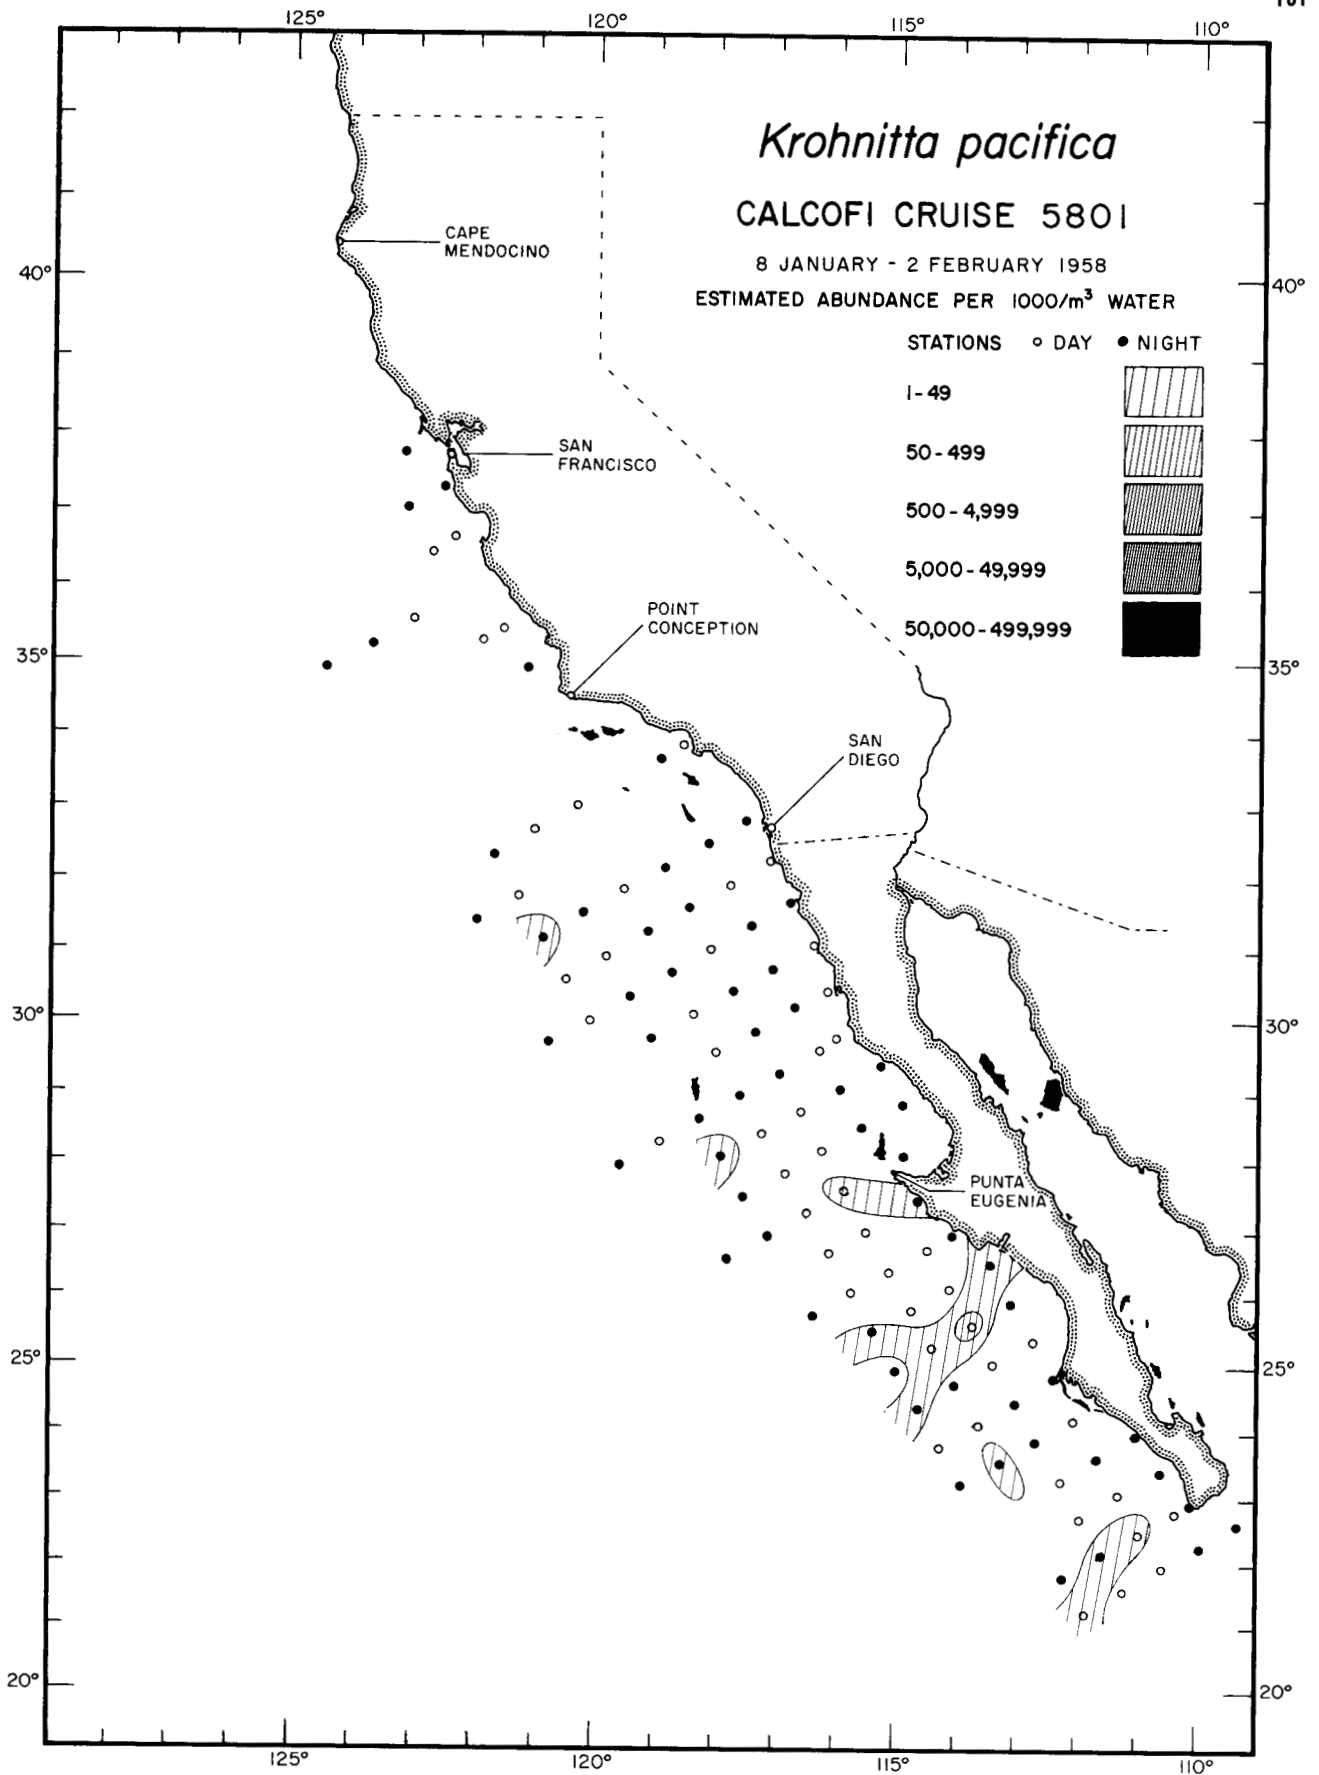 125° 120° 115° 110°
Krohnitta pacifica
CALCOFI CRUISE 5801
8 JANUARY - 2 FEBRUARY 1958
ESTIMATED ABUNDANCE PER 1000/m³ WATER
STATIONS ○ DAY ● NIGHT
1-49
50-499
500-4,999
5,000-49,999
50,000-499,999
CAPE
MENDOCINO
40° 40°
SAN
FRANCISCO
POINT
CONCEPTION
35° 35°
SAN
DIEGO
30° 30°
PUNTA
EUGENIA
25° 25°
20° 20°
125° 120° 115° 110°